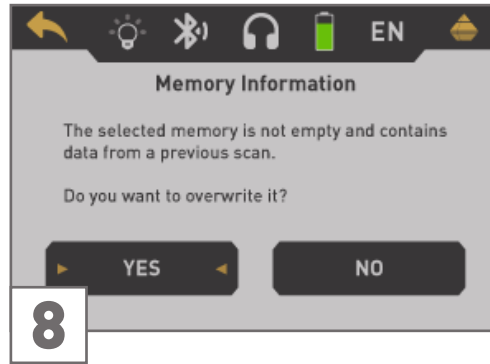 EN
Memory Information
The selected memory is not empty and contains
data from a previous scan.
Do you want to overwrite it?
YES
NO
8